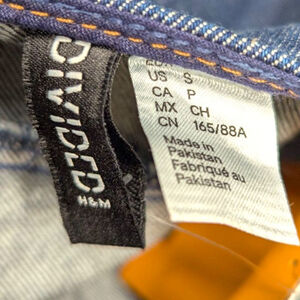 DIVIDED
H&M
US S
CA P
MX CH
CN 165/88A
Made in
Pakistan
Fabriqué au
Pakistan